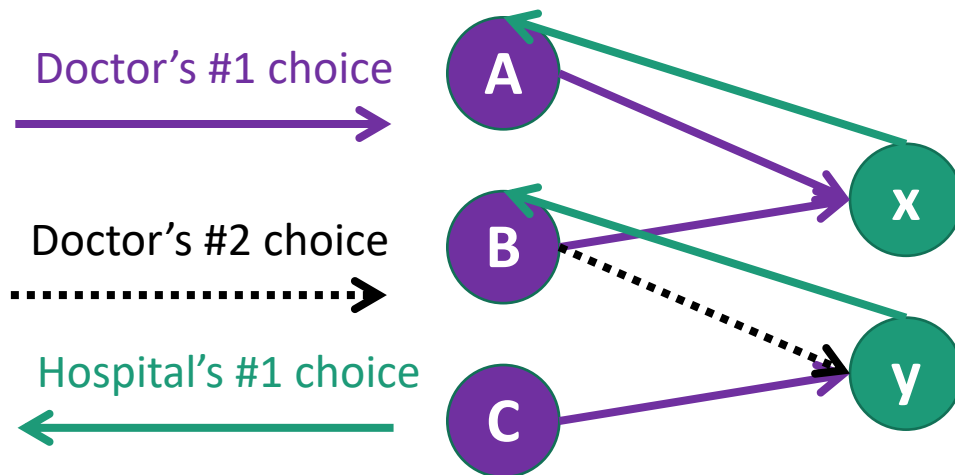 Doctor’s #1 choice
Doctor’s #2 choice
Hospital’s #1 choice
A
B
C
x
y